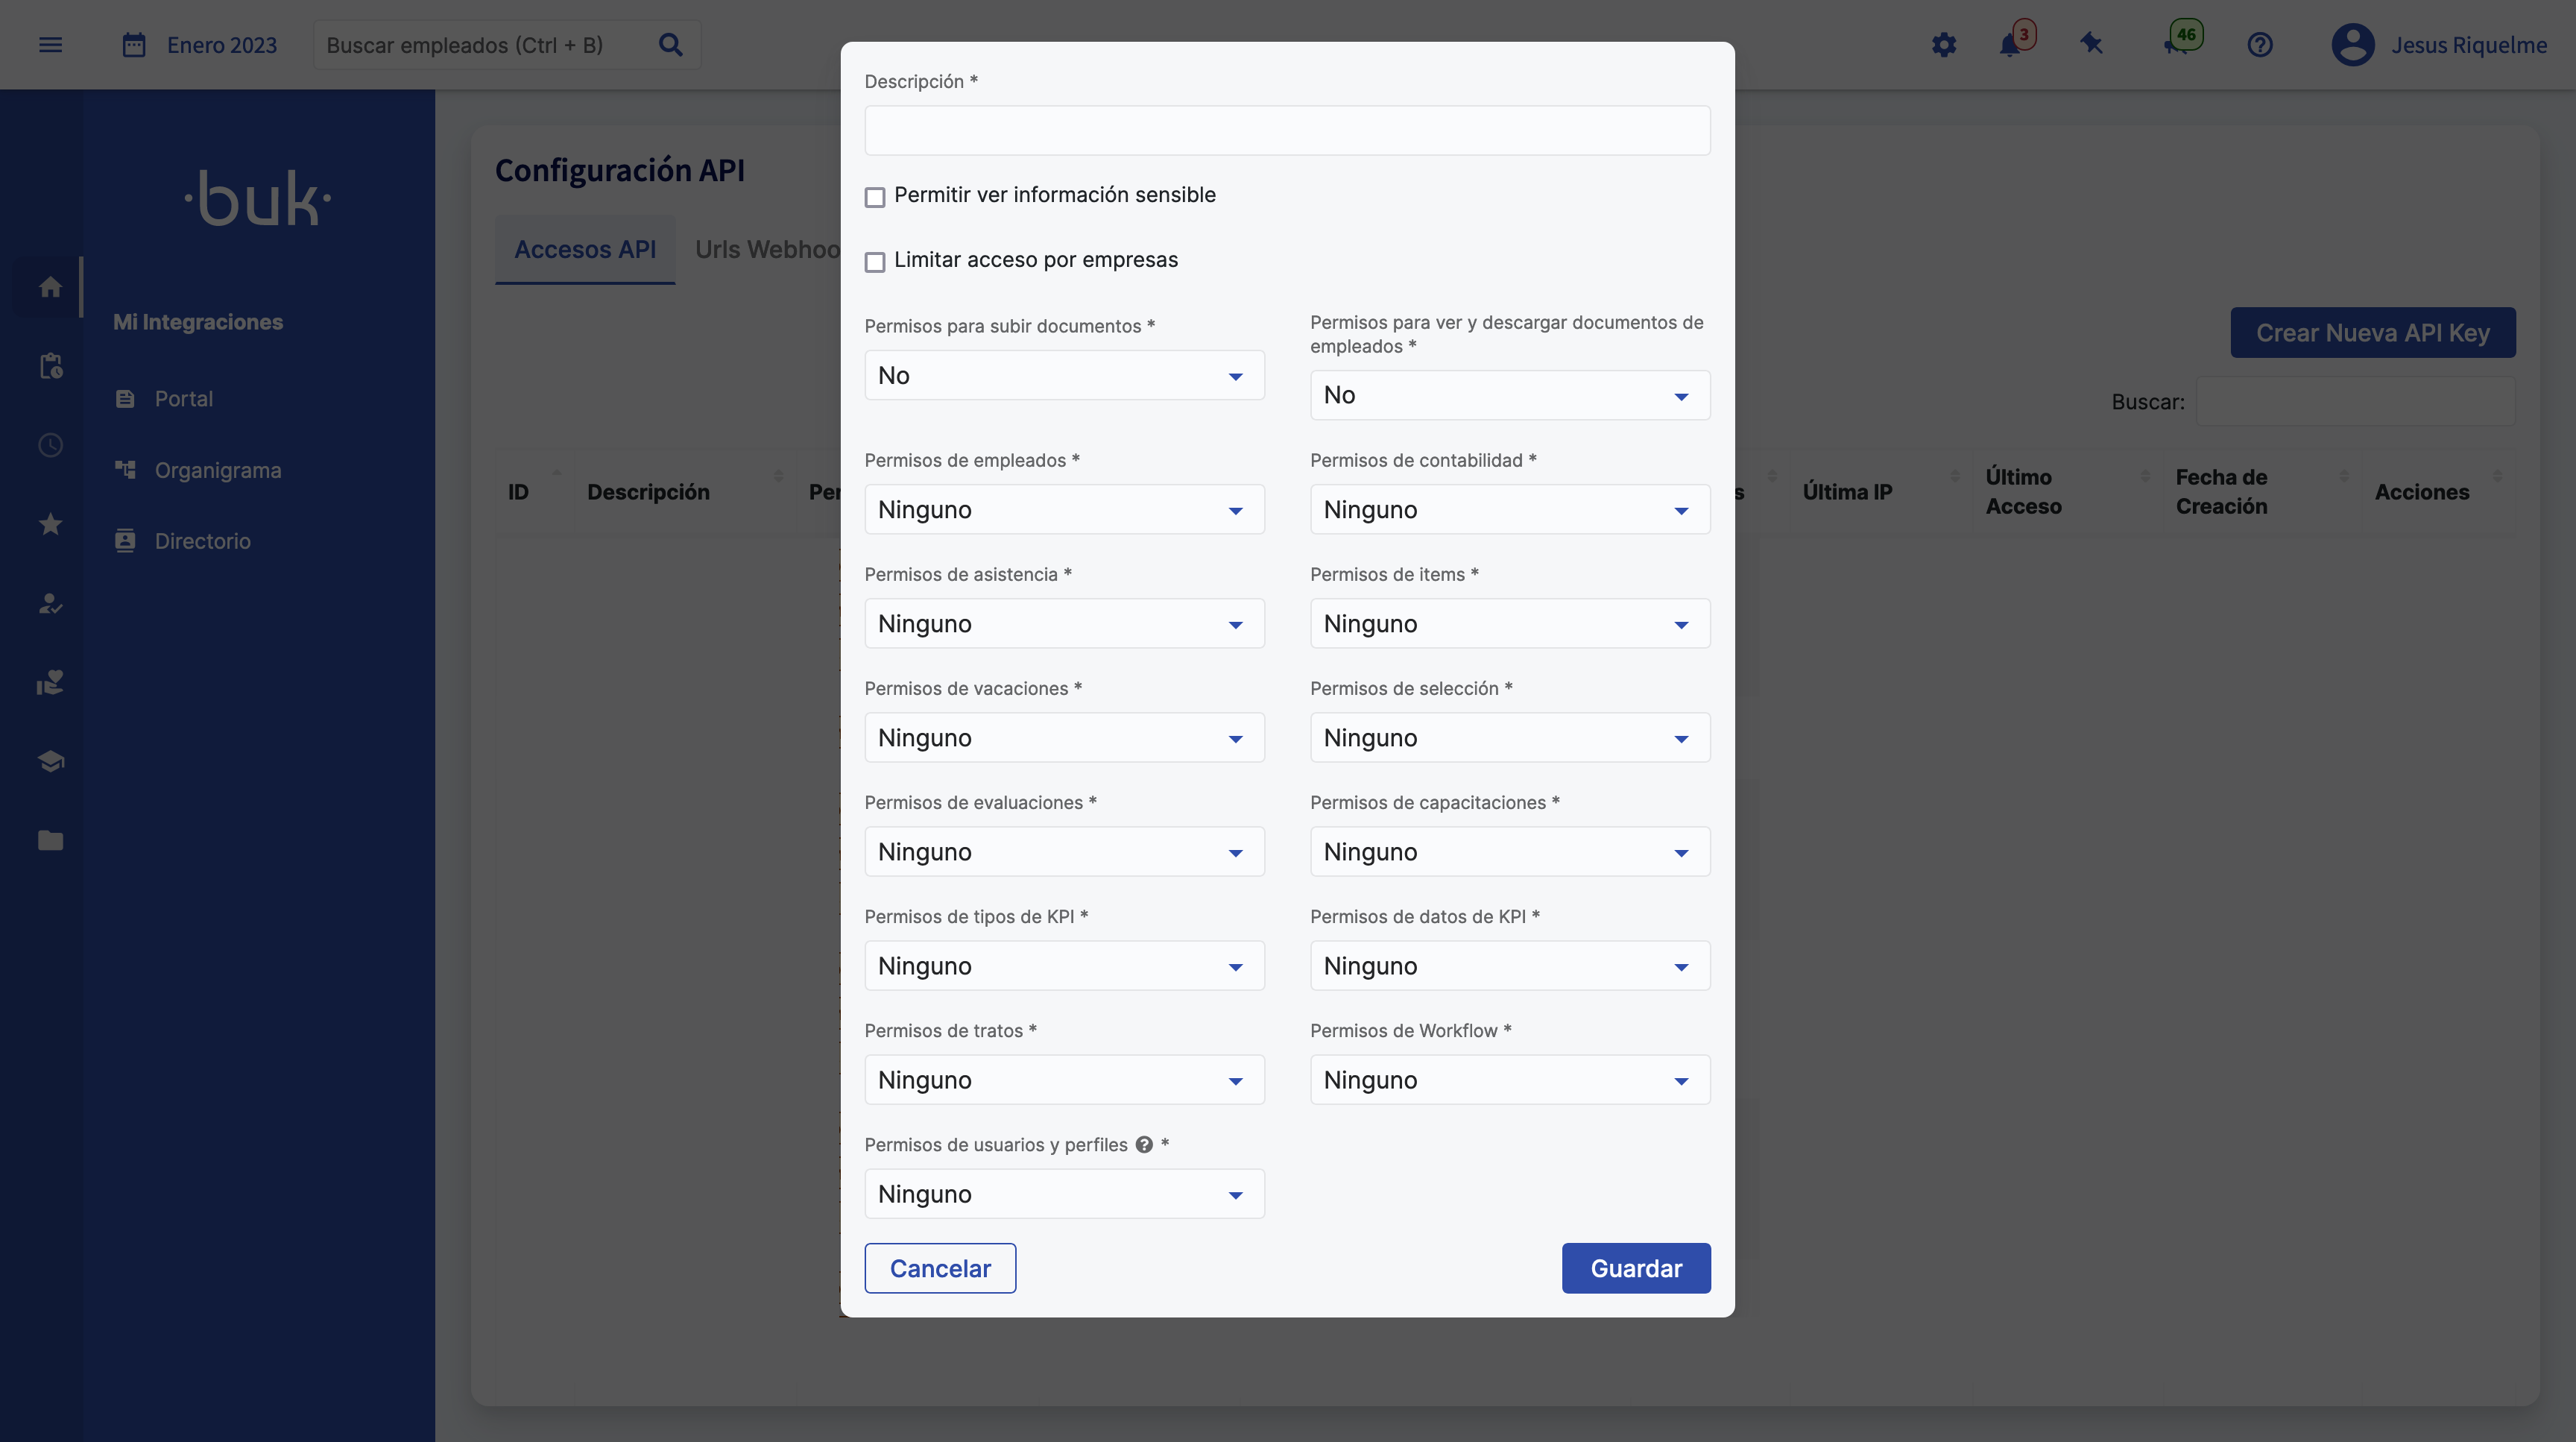 Enero 2023
Buscar empleados (Ctrl + B)
3
46
Jesus Riquelme
·buk·
Mi Integraciones
Portal
Organigrama
Directorio
Configuración API
Accesos API
Urls Webhoo
Crear Nueva API Key
Buscar:
ID
Descripción
Per
s
Última IP
Último
Acceso
Fecha de
Creación
Acciones
Descripción *
Permitir ver información sensible
Limitar acceso por empresas
Permisos para subir documentos *
No
Permisos para ver y descargar documentos de
empleados *
No
Permisos de empleados *
Ninguno
Permisos de contabilidad *
Ninguno
Permisos de asistencia *
Ninguno
Permisos de items *
Ninguno
Permisos de vacaciones *
Ninguno
Permisos de selección *
Ninguno
Permisos de evaluaciones *
Ninguno
Permisos de capacitaciones *
Ninguno
Permisos de tipos de KPI *
Ninguno
Permisos de datos de KPI *
Ninguno
Permisos de tratos *
Ninguno
Permisos de Workflow *
Ninguno
Permisos de usuarios y perfiles ? *
Ninguno
Cancelar
Guardar